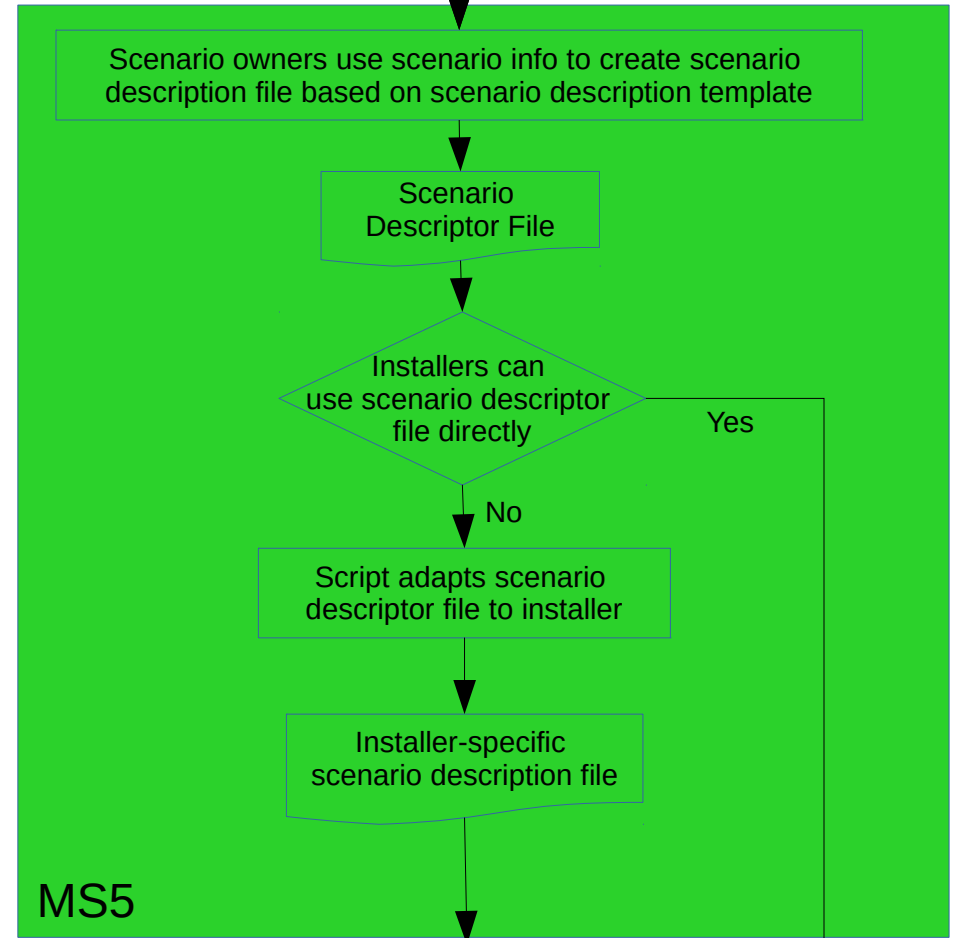 Scenario owners use scenario info to create scenario
description file based on scenario description template
Scenario
Descriptor File
Installers can
use scenario descriptor
file directly
Yes
No
Script adapts scenario
descriptor file to installer
Installer-specific
scenario description file
MS5